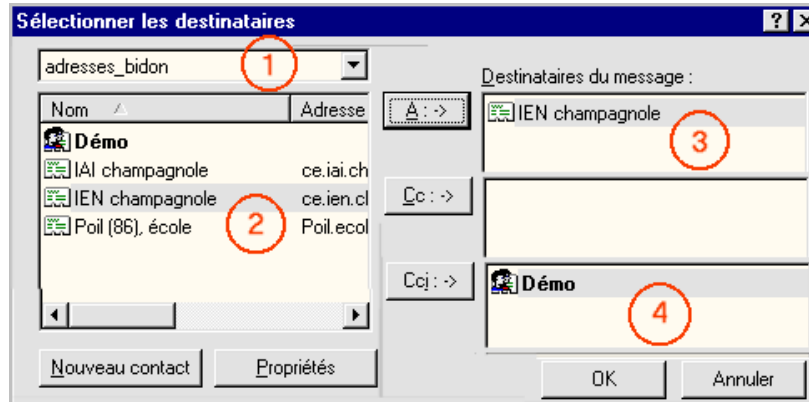 Sélectionner les destinataires
adresses_bidon
1
Nom Adresse
Démo
IAI champagnole ce.iai.ch
IEN champagnole ce.ien.cl
Poil (86), école Poil.ecol
2
Nouveau contact Propriétés
A : ->
Cc : ->
Cci : ->
Destinataires du message :
IEN champagnole
3
Démo
4
OK Annuler